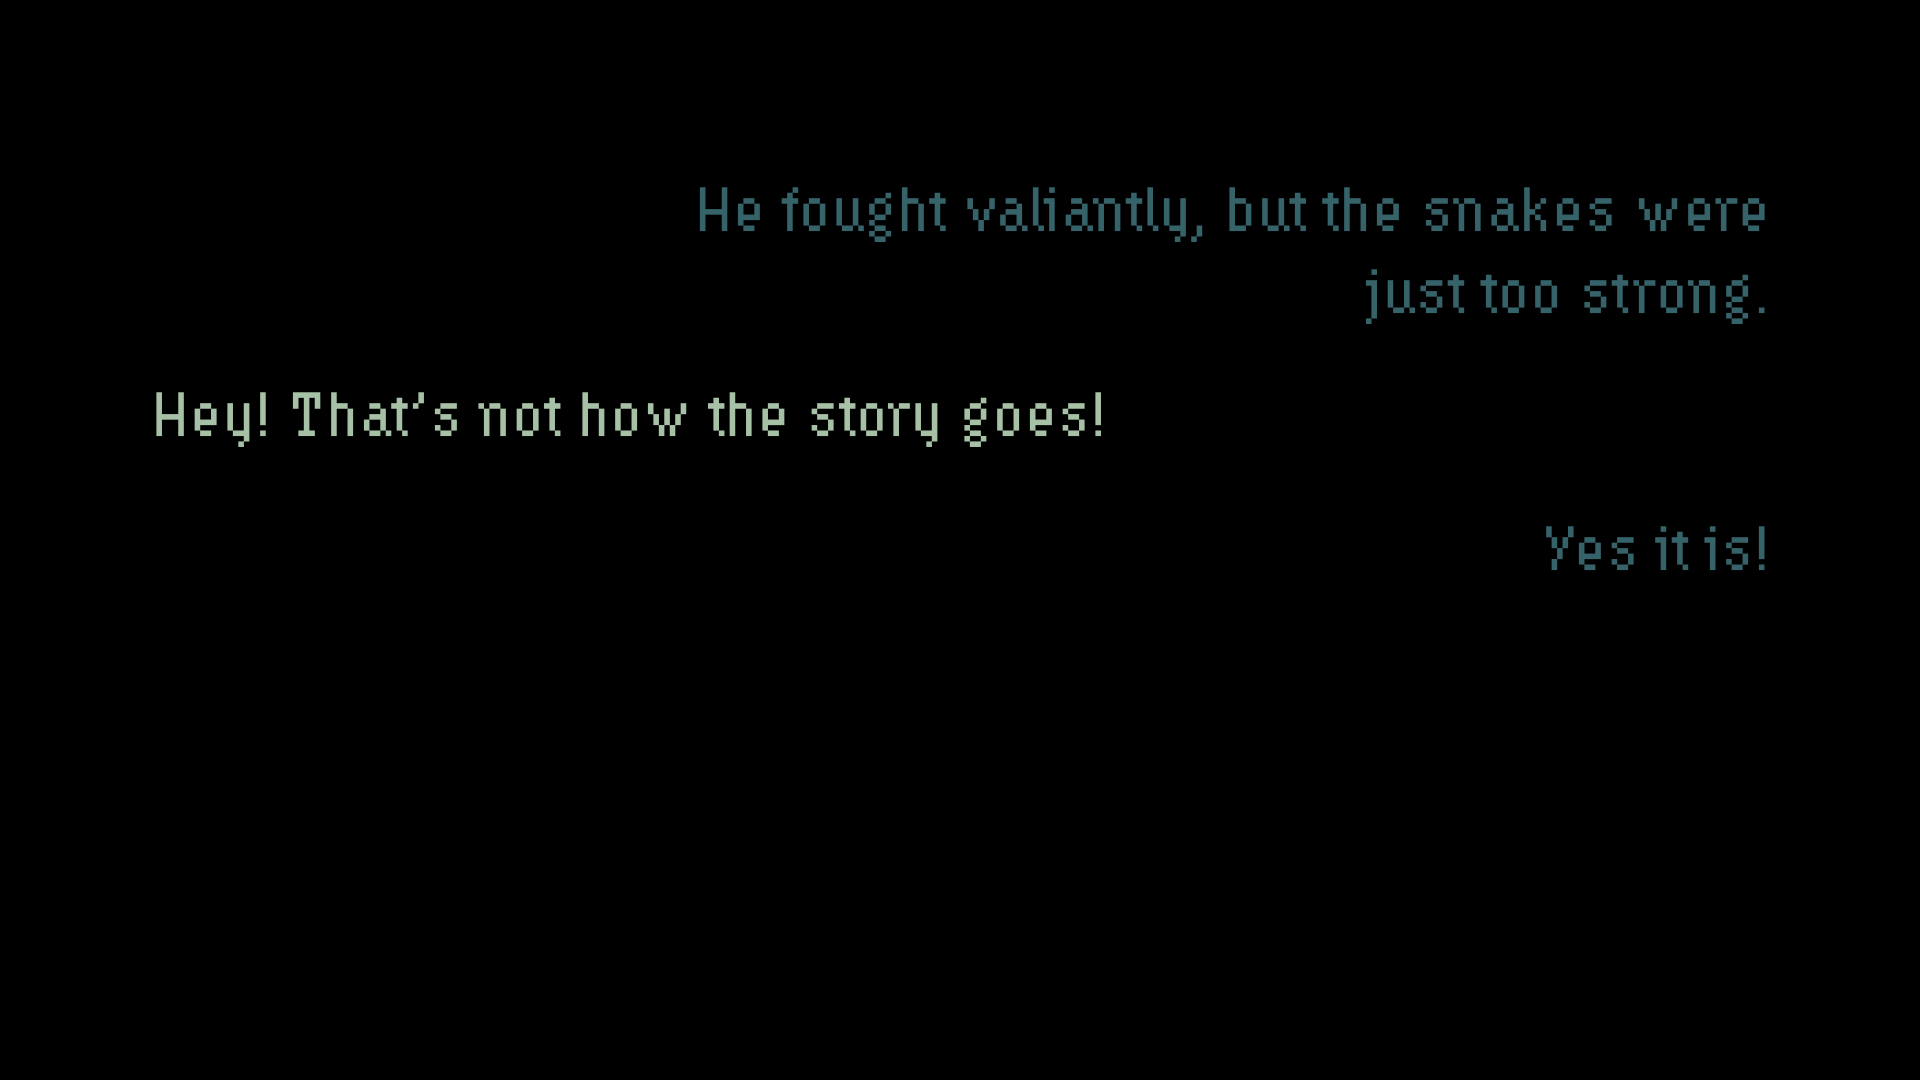 He fought valiantly, but the snakes were
just too strong.
Hey! That's not how the story goes!
Yes it is!